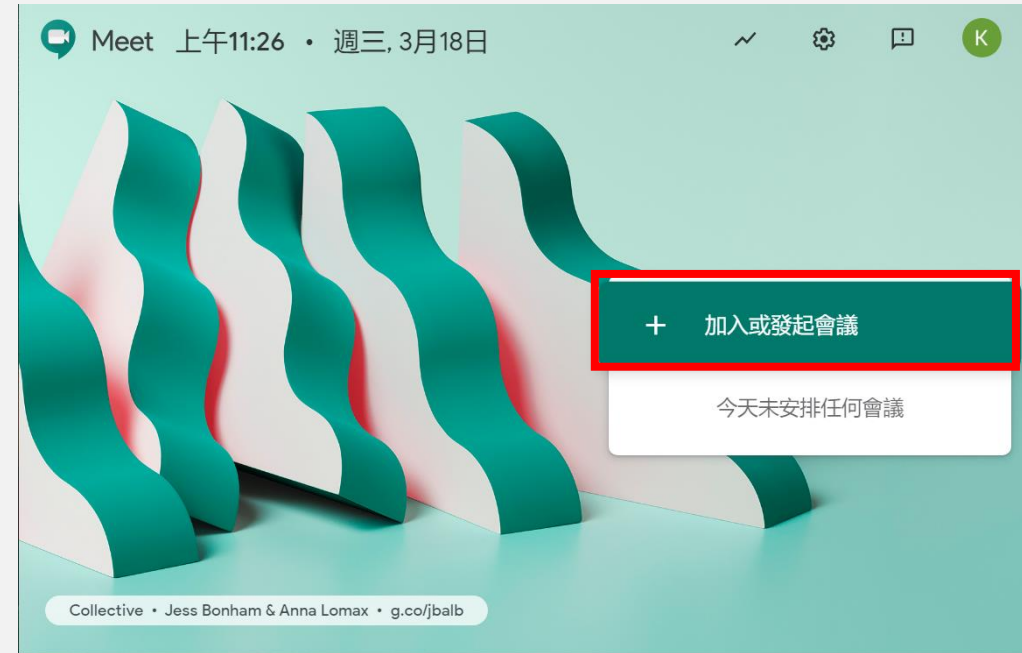 Meet 上午11:26 • 週三, 3月18日
K
+ 加入或發起會議
今天未安排任何會議
Collective • Jess Bonham & Anna Lomax • g.co/jbalb